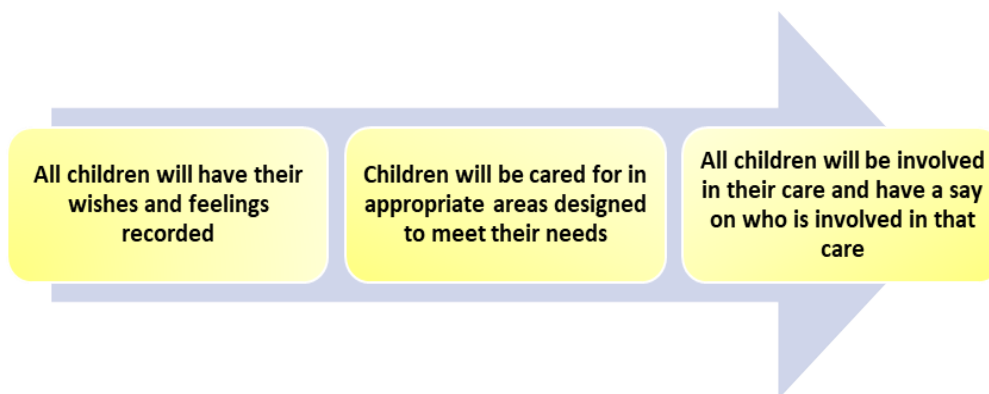 All children will have their
wishes and feelings
recorded
Children will be cared for in
appropriate areas designed
to meet their needs
All children will be involved
in their care and have a say
on who is involved in that
care